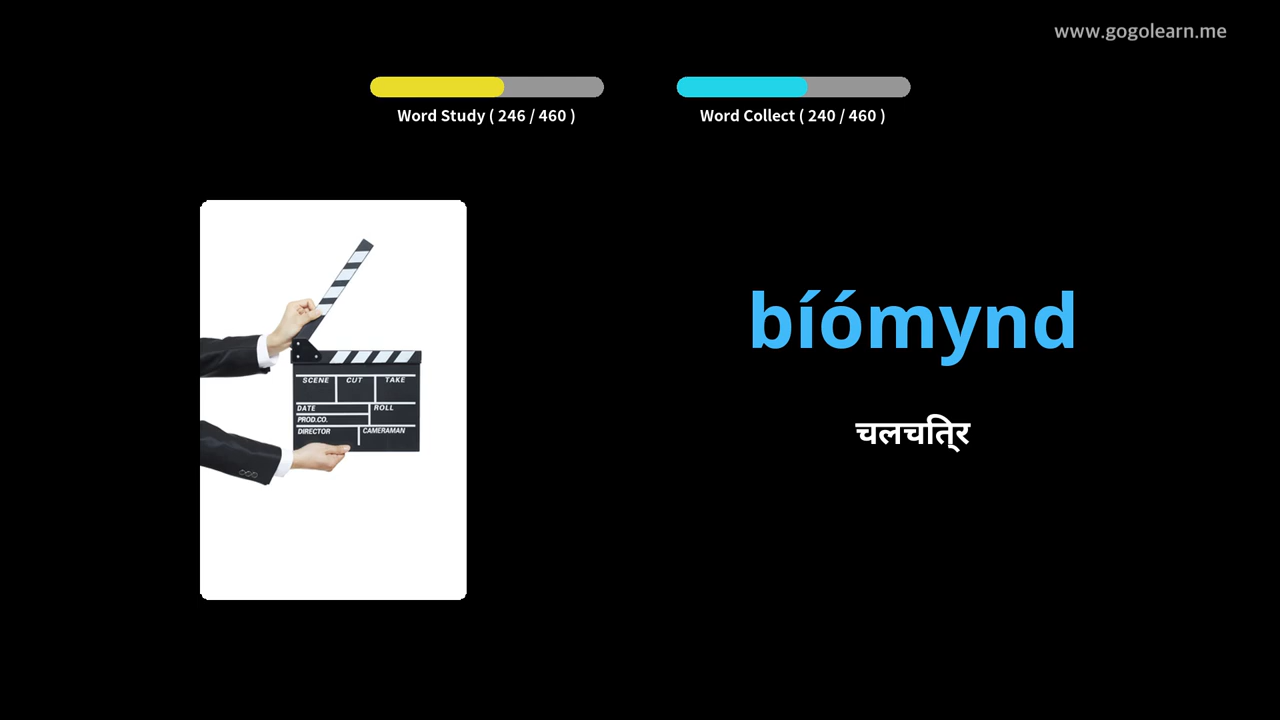 www.gogolearn.me
Word Study ( 246 / 460 )
Word Collect ( 240 / 460 )
SCENE CUT TAKE
DATE ROLL
PROD.CO.
DIRECTOR CAMERAMAN
bíómynd
चलचित्र